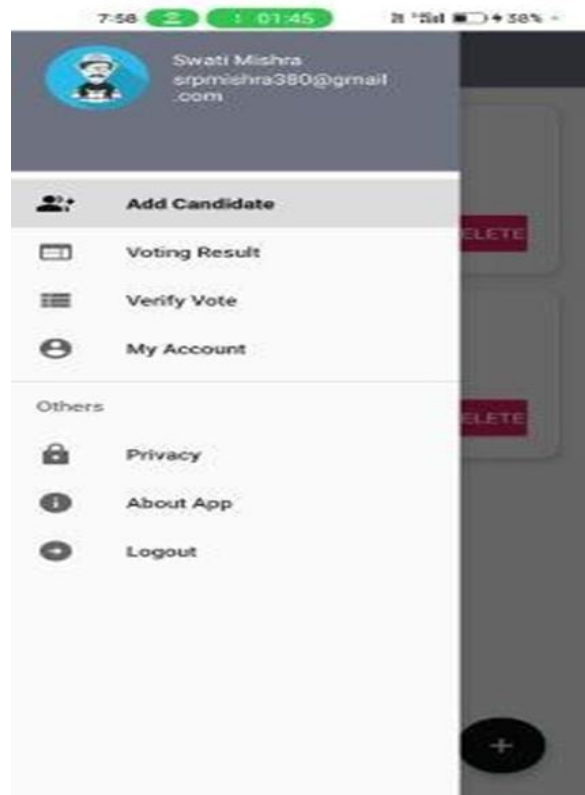 7:58 01:45 58%
Swati Mishra
srpmishra380@gmail
.com
Add Candidate
Voting Result
ELETE
Verify Vote
My Account
Others
ELETE
Privacy
About App
Logout
+